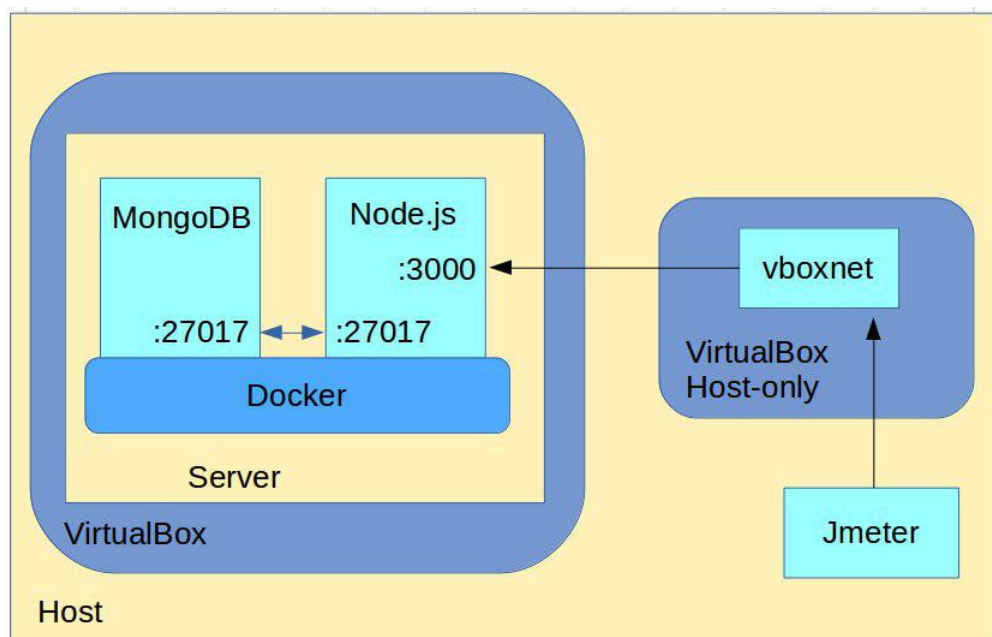 MongoDB
Node.js
:3000
:27017
:27017
Docker
Server
VirtualBox
vboxnet
VirtualBox
Host-only
Jmeter
Host